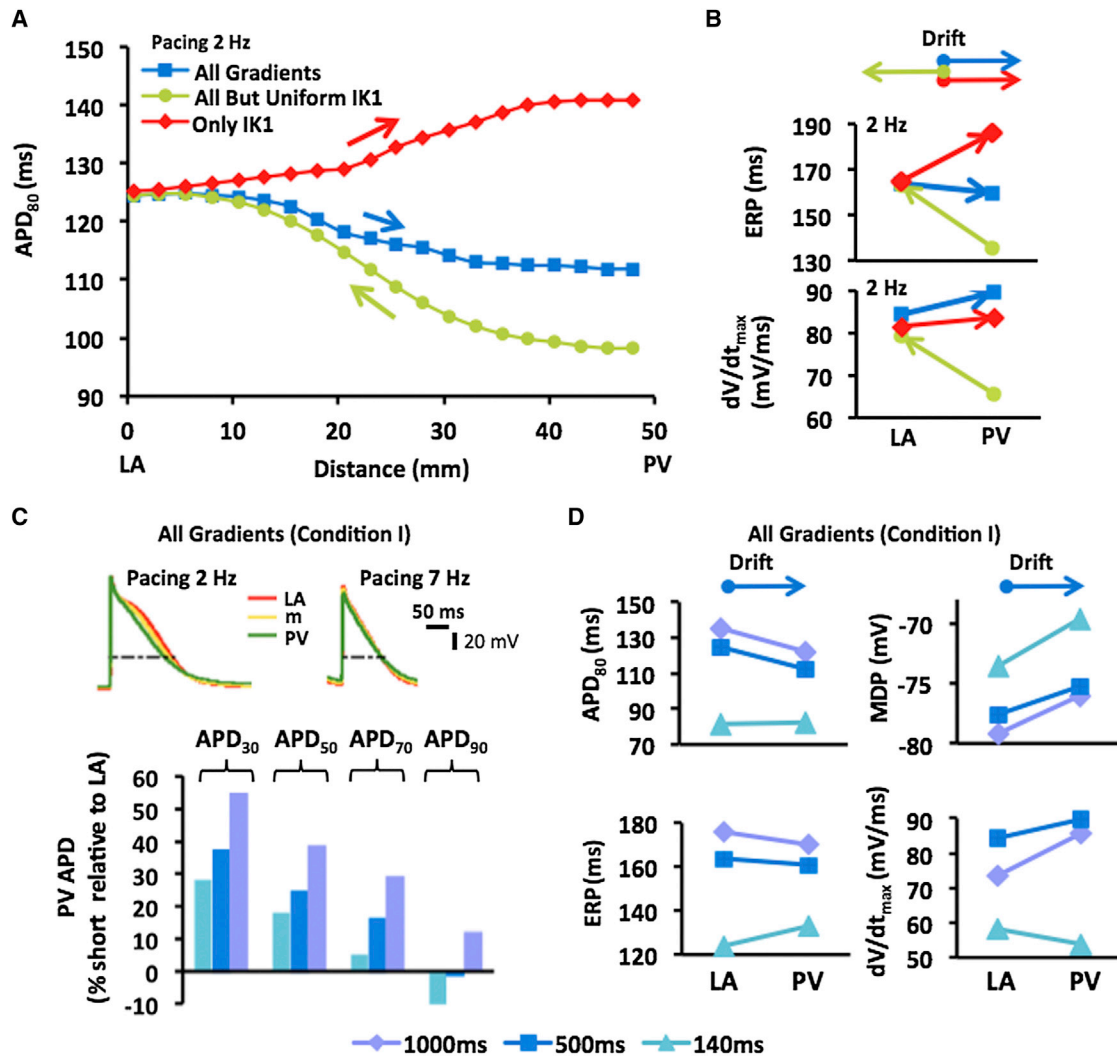 A
Pacing 2 Hz
All Gradients
All But Uniform IK1
Only IK1
APD80 (ms)
150
140
130
120
110
100
90
0
10
20
30
40
50
LA
Distance (mm)
PV
B
Drift
2 Hz
ERP (ms)
190
170
150
130
2 Hz
dV/dtmax
(mV/ms)
90
80
70
60
LA
PV
C
All Gradients (Condition I)
Pacing 2 Hz
Pacing 7 Hz
LA
m
PV
50 ms
20 mV
APD30
APD50
APD70
APD90
PV APD
(% short relative to LA)
60
50
40
30
20
10
0
-10
D
All Gradients (Condition I)
Drift
APD80 (ms)
150
130
110
90
70
Drift
MDP (mV)
-70
-75
-80
ERP (ms)
180
160
140
120
LA
PV
dV/dtmax (mV/ms)
90
80
70
60
50
LA
PV
1000ms
500ms
140ms